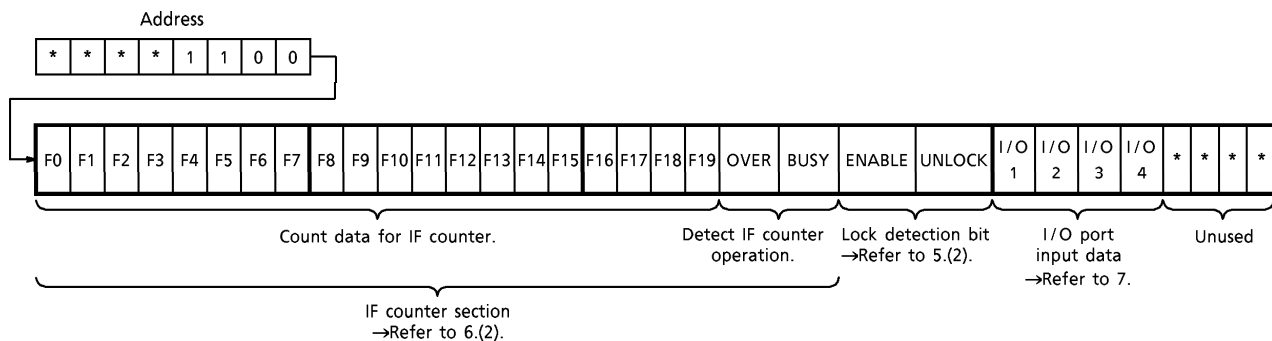 Address
* * * * 1 1 0 0
F0 F1 F2 F3 F4 F5 F6 F7 F8 F9 F10 F11 F12 F13 F14 F15 F16 F17 F18 F19 OVER BUSY ENABLE UNLOCK I/O 1 I/O 2 I/O 3 I/O 4 * * * *
Count data for IF counter.
Detect IF counter
operation.
Lock detection bit
→Refer to 5.(2).
I/O port
input data
→Refer to 7.
Unused
IF counter section
→Refer to 6.(2).